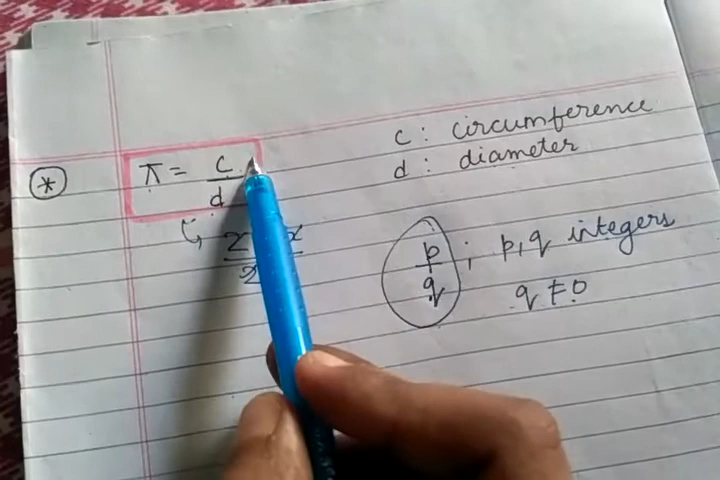 c : circumference
d : diameter
* π = c/d
p/q ; p, q integers
q ≠ 0